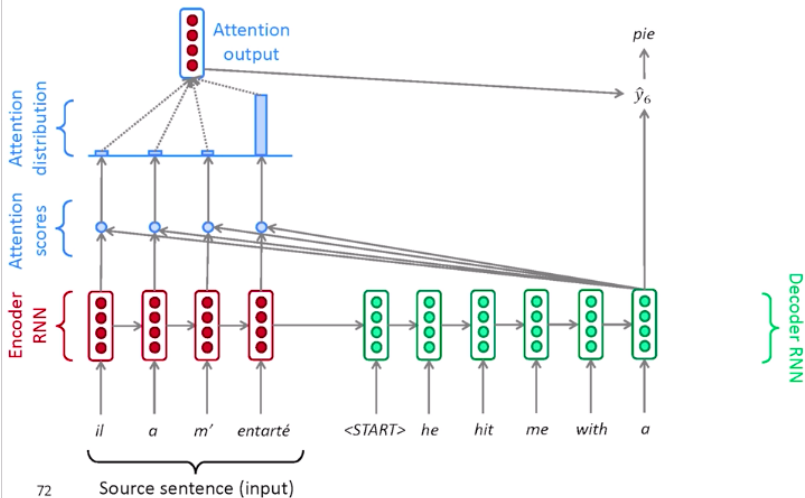 Attention
output
pie
ŷ6
Attention
distribution
Attention
scores
Encoder
RNN
Decoder RNN
il a m’ entarté <START> he hit me with a
72 Source sentence (input)